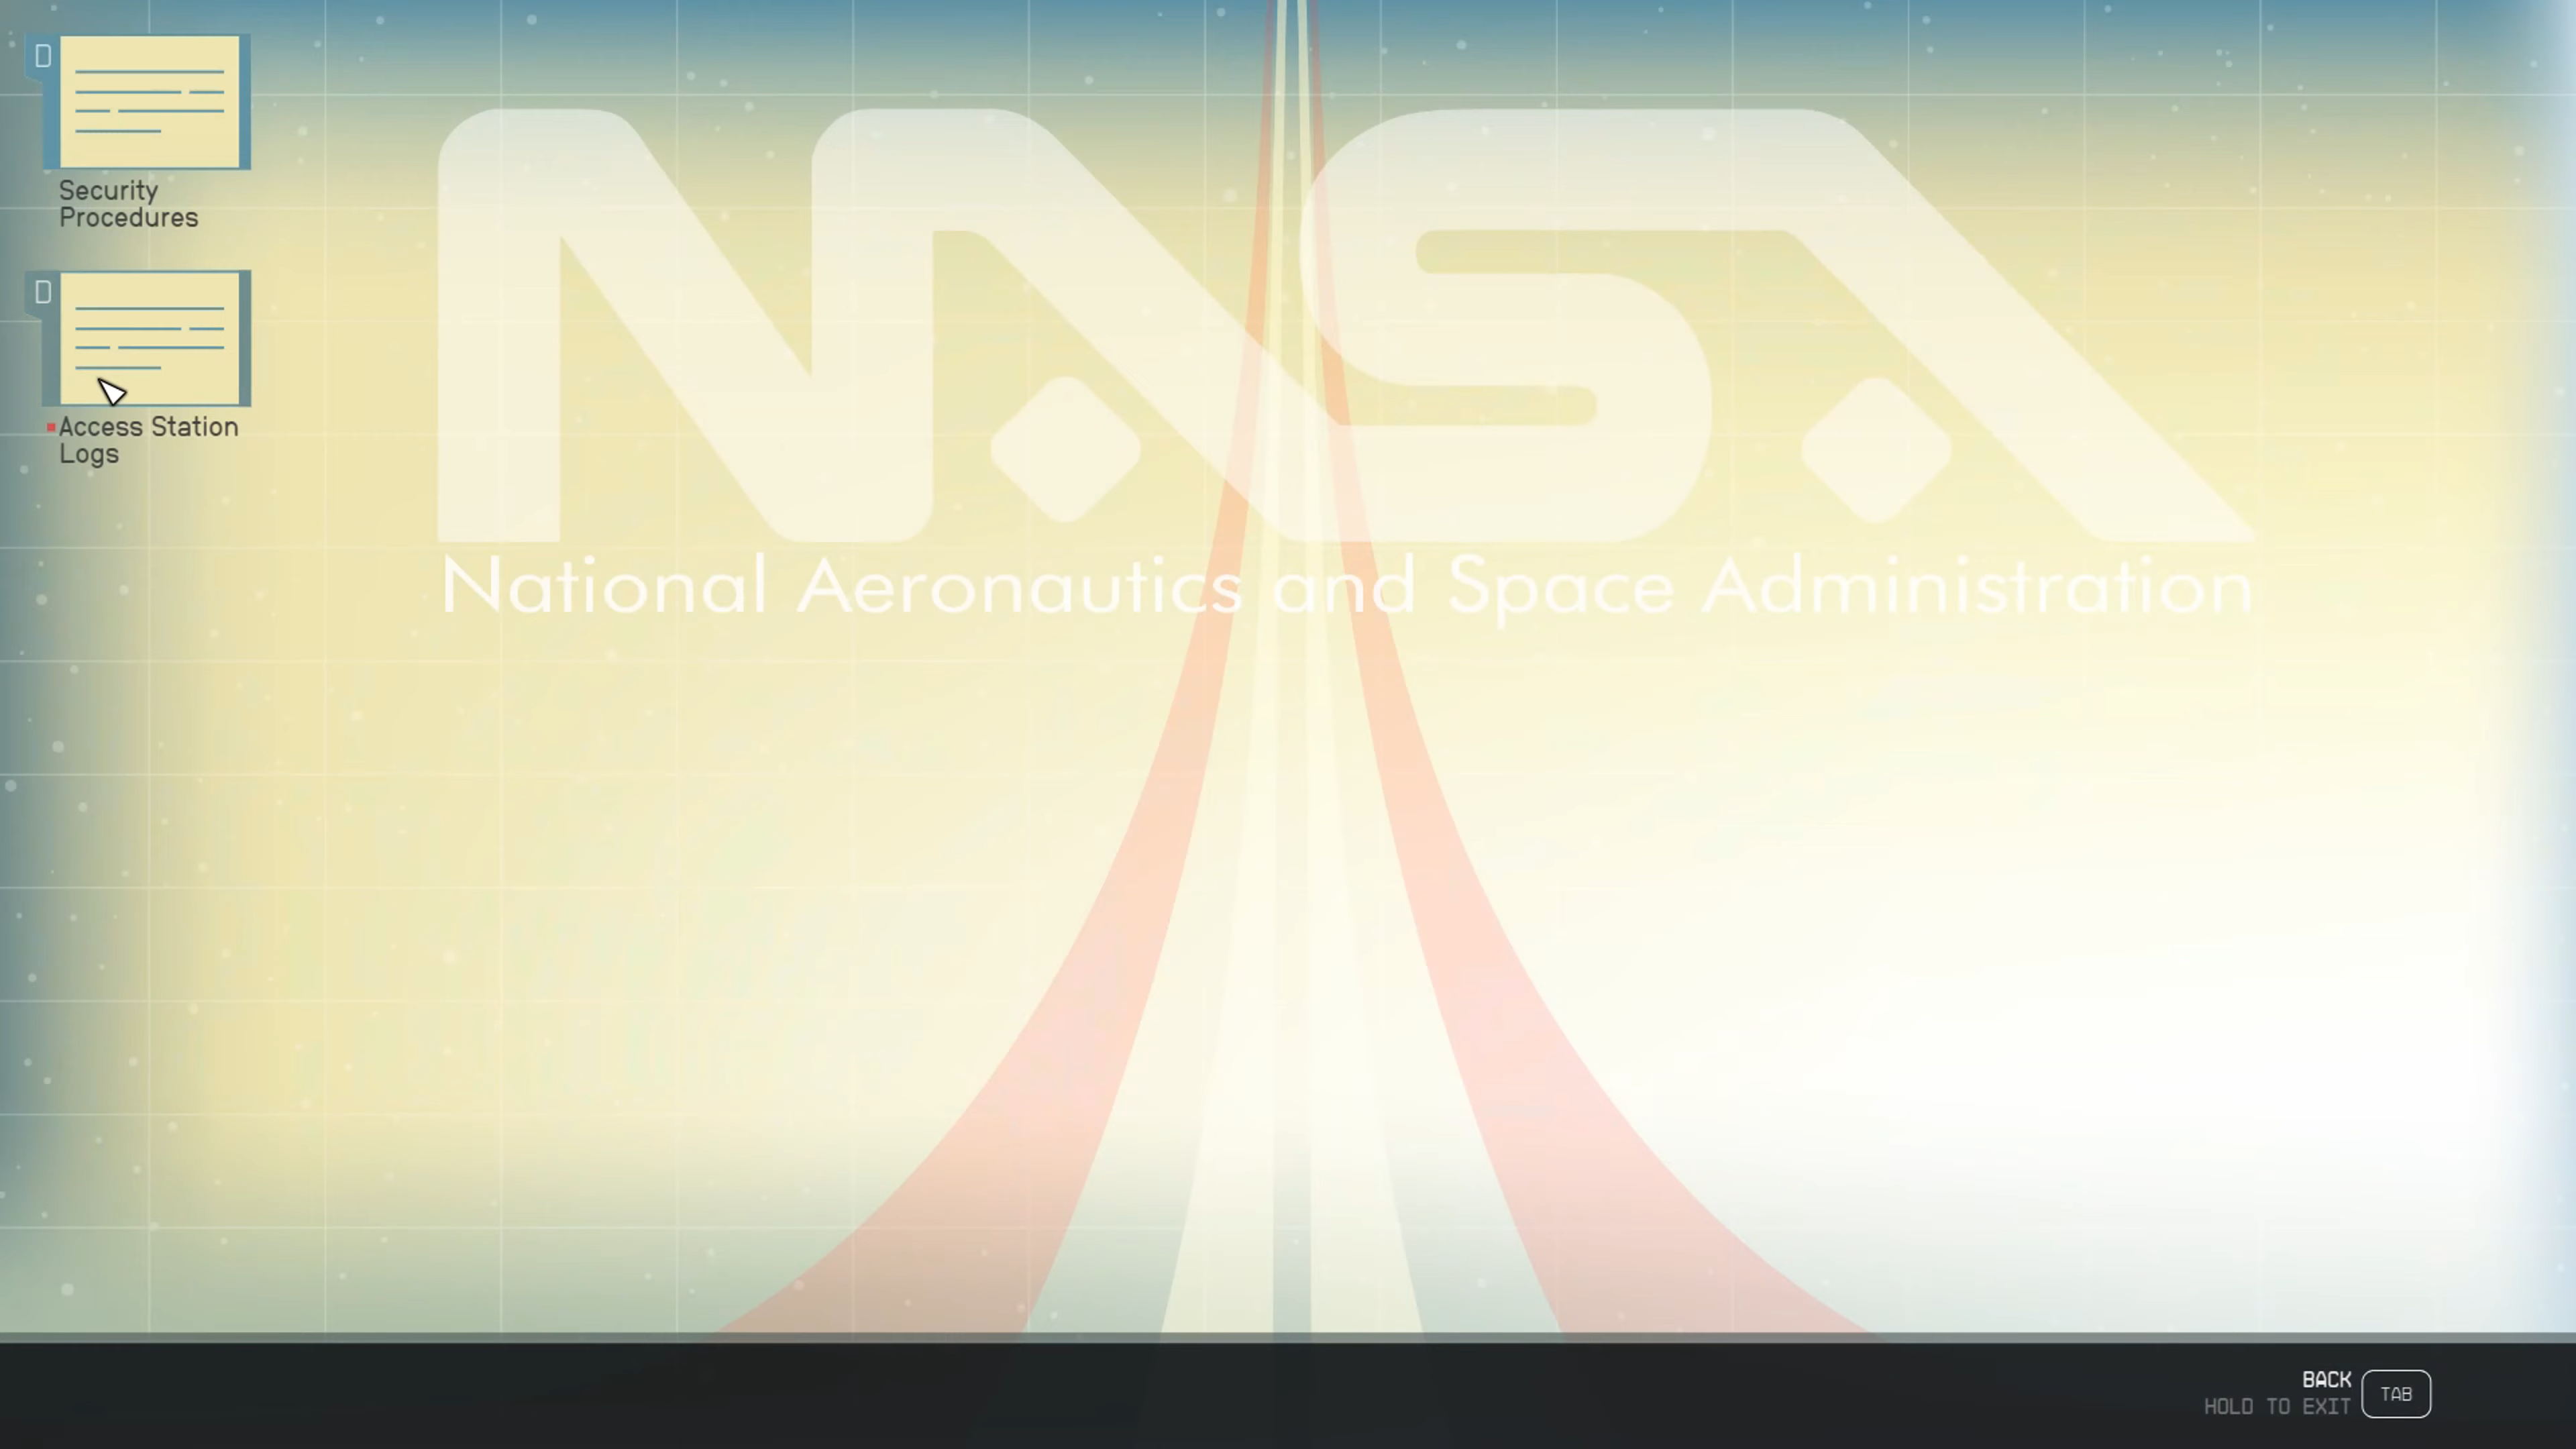 D
Security
Procedures
D
Access Station
Logs
NASA
National Aeronautics and Space Administration
BACK
HOLD TO EXIT
TAB